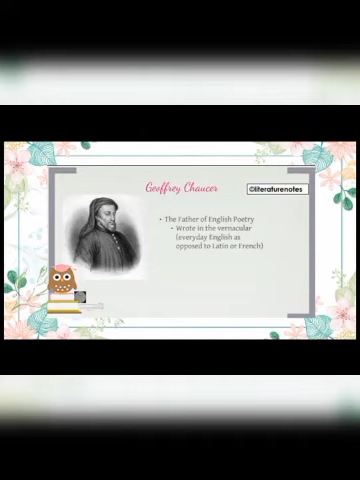 Geoffrey Chaucer
©literaturenotes
• The Father of English Poetry
• Wrote in the vernacular
(everyday English as
opposed to Latin or French)